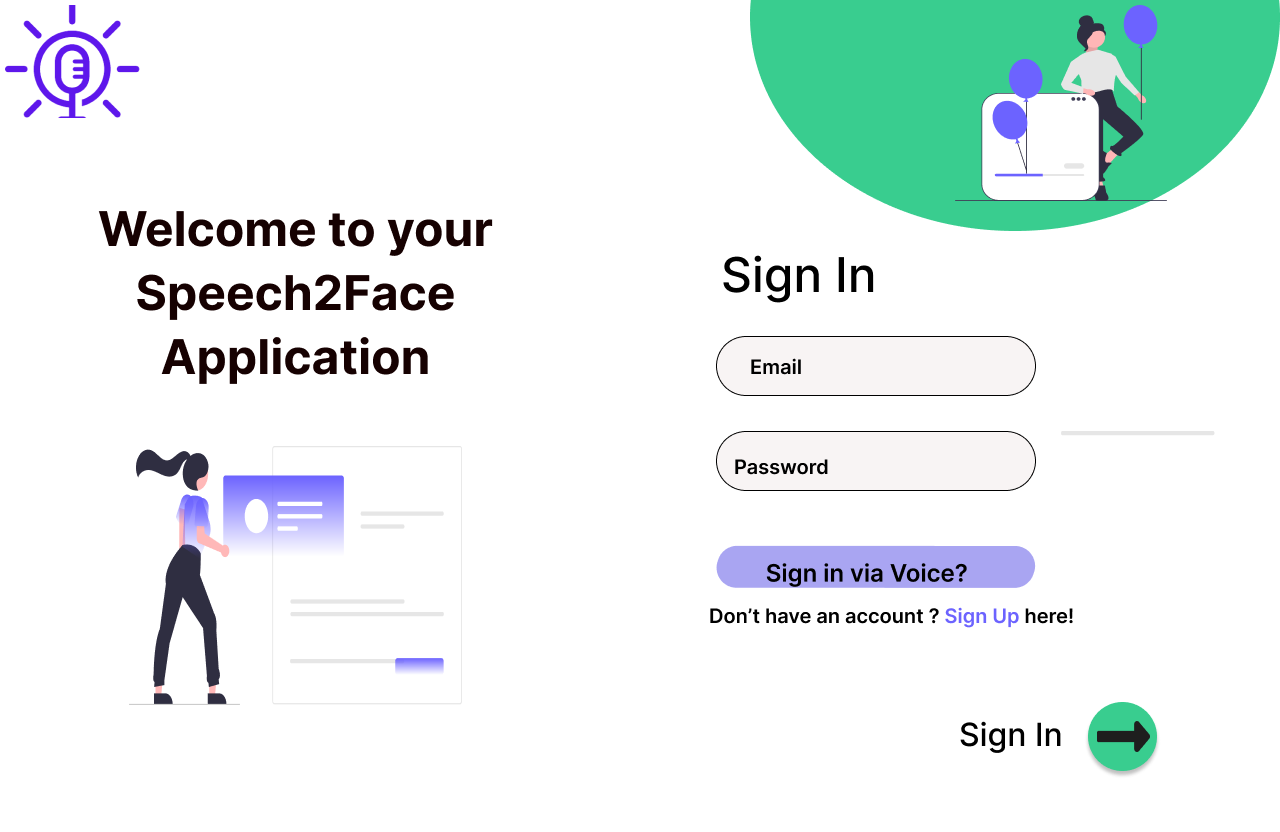 Welcome to your
Speech2Face
Application
Sign In
Email
Password
Sign in via Voice?
Don’t have an account ? Sign Up here!
Sign In